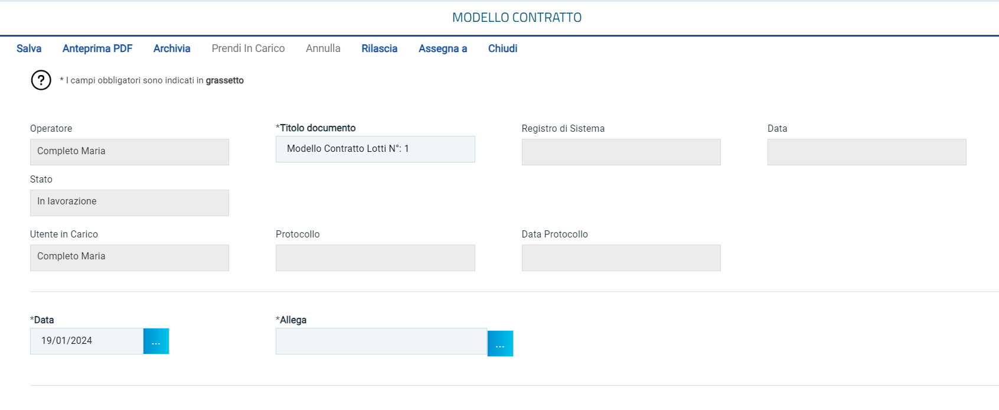 MODELLO CONTRATTO
Salva Anteprima PDF Archivia Prendi In Carico Annulla Rilascia Assegna a Chiudi
? * I campi obbligatori sono indicati in grassetto
Operatore *Titolo documento Registro di Sistema Data
Completo Maria Modello Contratto Lotti N°: 1
Stato
In lavorazione
Utente in Carico Protocollo Data Protocollo
Completo Maria
*Data *Allega
19/01/2024 ... ...